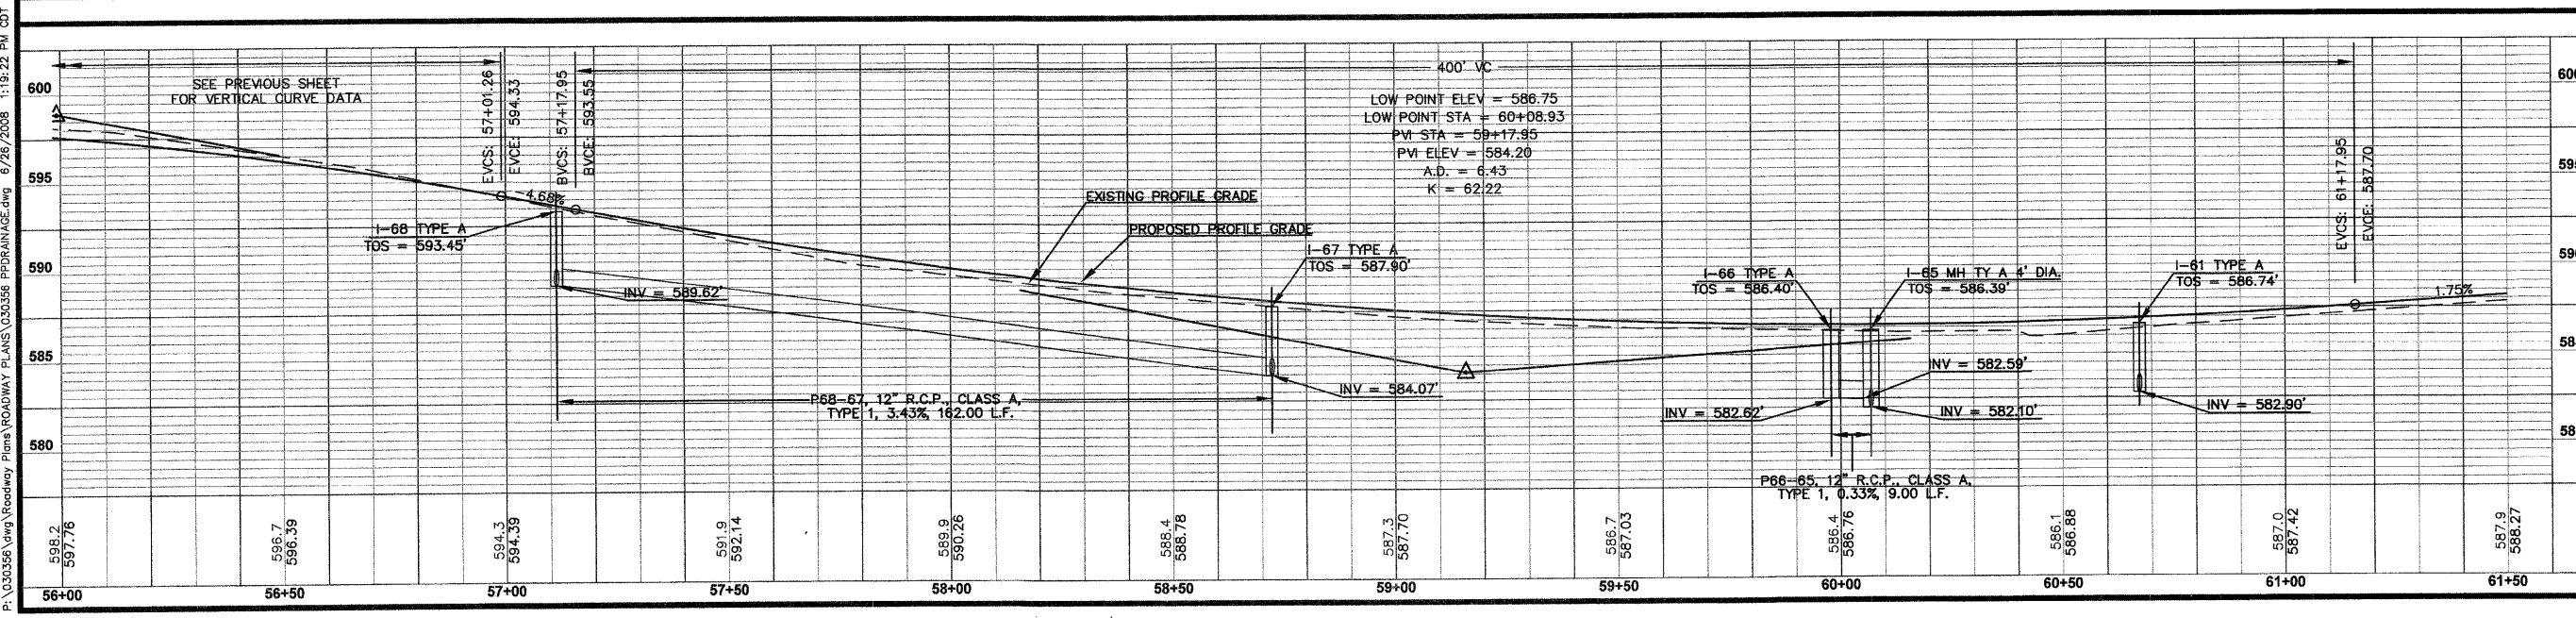 P:\030356\dwg\Roadway Plans\ROADWAY PLANS\030356 PPDRAINAGE.dwg 6/26/2008 1:19:22 PM CDT
600
595
590
585
580
SEE PREVIOUS SHEET
FOR VERTICAL CURVE DATA
EVCS: 57+01.26
EVCE: 594.33
BVCS: 57+17.95
BVCE: 593.55
400' VC
LOW POINT ELEV = 586.75
LOW POINT STA = 60+08.93
PVI STA = 59+17.95
PVI ELEV = 584.20
A.D. = 6.43
K = 62.22
EVCS: 61+17.95
EVCE: 587.70
-4.68%
I-68 TYPE A
TOS = 593.45'
INV = 589.62'
EXISTING PROFILE GRADE
PROPOSED PROFILE GRADE
I-67 TYPE A
TOS = 587.90'
INV = 584.07'
P68-67, 12" R.C.P., CLASS A,
TYPE 1, 3.43%, 162.00 L.F.
I-66 TYPE A
TOS = 586.40'
INV = 582.62'
I-65 MH TY A 4' DIA.
TOS = 586.39'
INV = 582.59'
INV = 582.10'
P66-65, 12" R.C.P., CLASS A,
TYPE 1, 0.33%, 9.00 L.F.
I-61 TYPE A
TOS = 586.74'
INV = 582.90'
1.75%
600
598.2
597.76
596.7
596.39
594.3
594.39
591.9
592.14
589.9
590.26
588.4
588.78
587.3
587.70
586.7
587.03
586.4
586.76
586.1
586.88
587.0
587.42
587.9
588.27
56+00
56+50
57+00
57+50
58+00
58+50
59+00
59+50
60+00
60+50
61+00
61+50